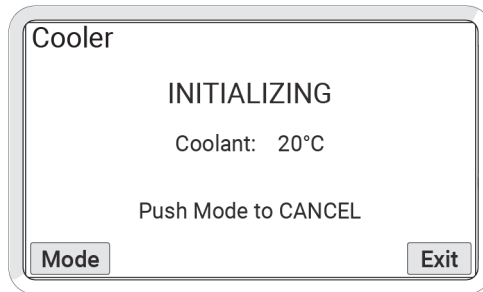 Cooler
INITIALIZING
Coolant: 20°C
Push Mode to CANCEL
Mode Exit